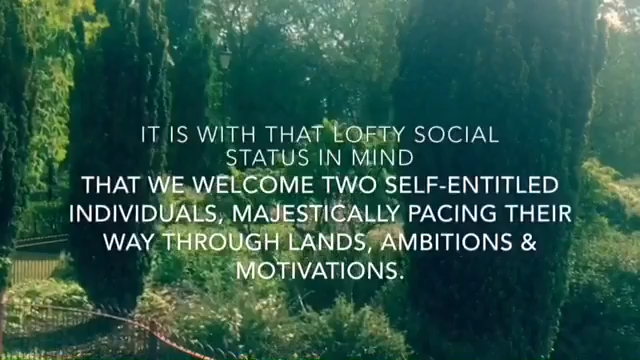 IT IS WITH THAT LOFTY SOCIAL
STATUS IN MIND
THAT WE WELCOME TWO SELF-ENTITLED
INDIVIDUALS, MAJESTICALLY PACING THEIR
WAY THROUGH LANDS, AMBITIONS &
MOTIVATIONS.